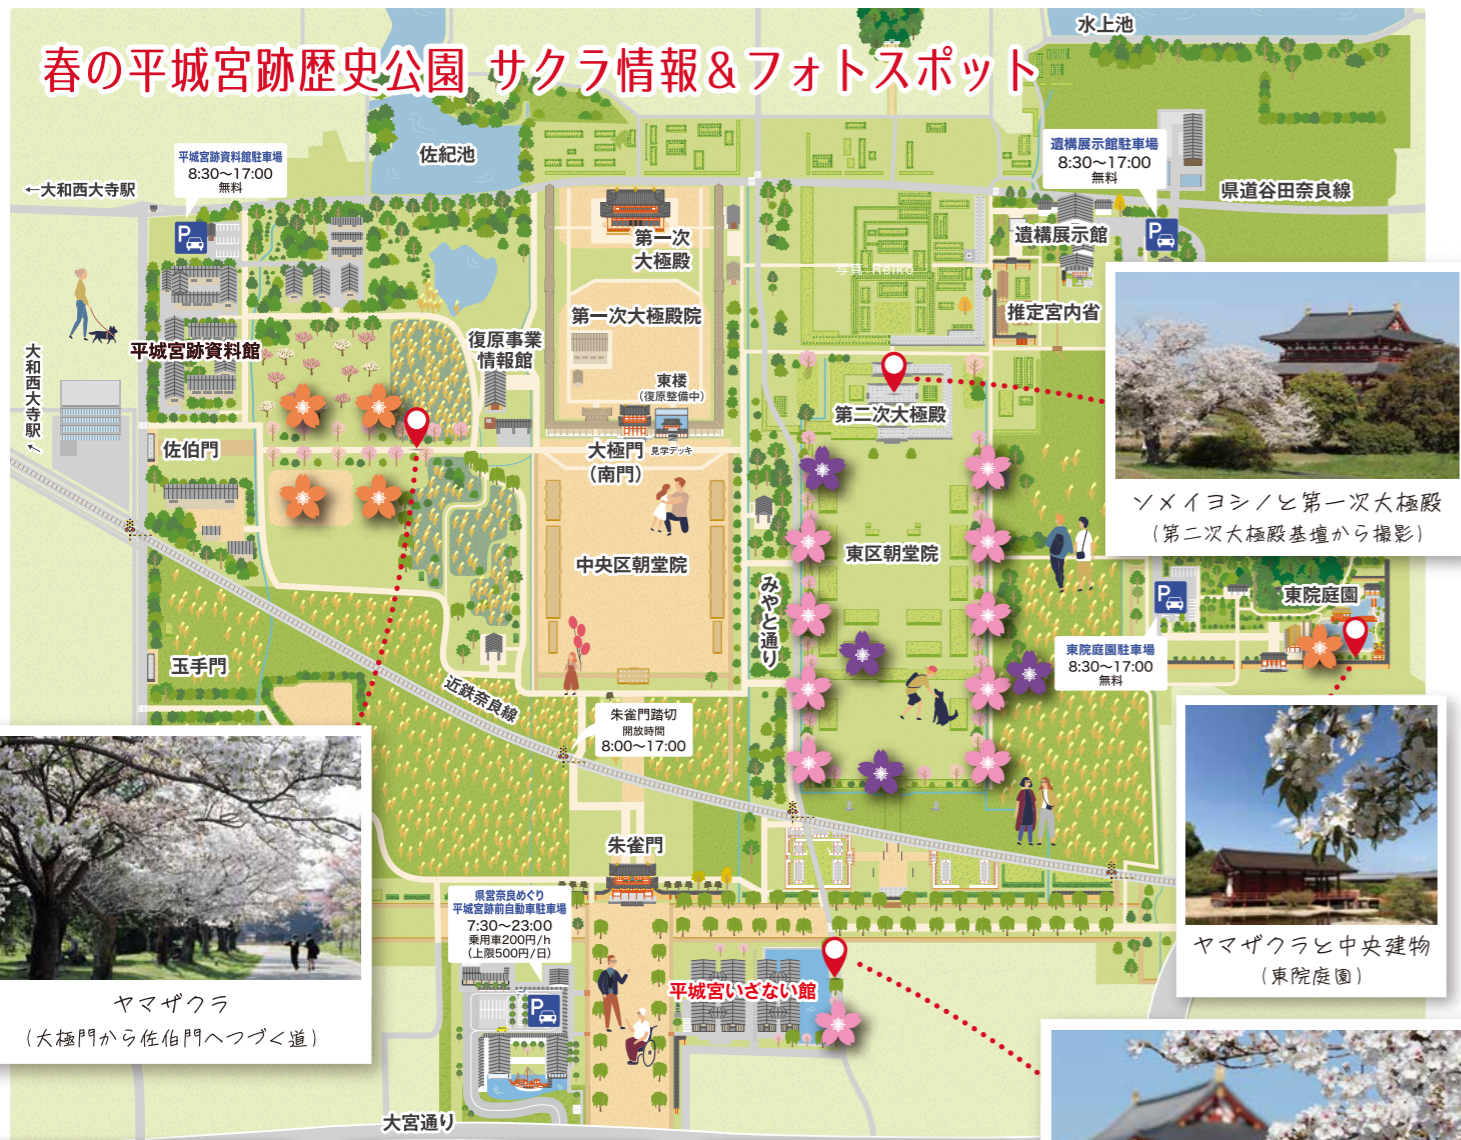 春の平城宮跡歴史公園 サクラ情報＆フォトスポット
水上池
佐紀池
←大和西大寺駅
平城宮跡資料館駐車場
8:30〜17:00
無料
遺構展示館駐車場
8:30〜17:00
無料
県道谷田奈良線
第一次
大極殿
遺構展示館
写真 Reiko
推定宮内省
第一次大極殿院
復原事業
情報館
平城宮跡資料館
大和西大寺駅←
東楼
（復原整備中）
第二次大極殿
佐伯門
大極門
（南門）
見学デッキ
ソメイヨシノと第一次大極殿
（第二次大極殿基壇から撮影）
東区朝堂院
中央区朝堂院
みやと通り
東院庭園
東院庭園駐車場
8:30〜17:00
無料
玉手門
近鉄奈良線
朱雀門踏切
開放時間
8:00〜17:00
朱雀門
県営奈良めぐり
平城宮跡前自動車駐車場
7:30〜23:00
乗用車200円/h
（上限500円/日）
ヤマザクラと中央建物
（東院庭園）
平城宮いざない館
ヤマザクラ
（大極門から佐伯門へつづく道）
大宮通り
P
P
P
P